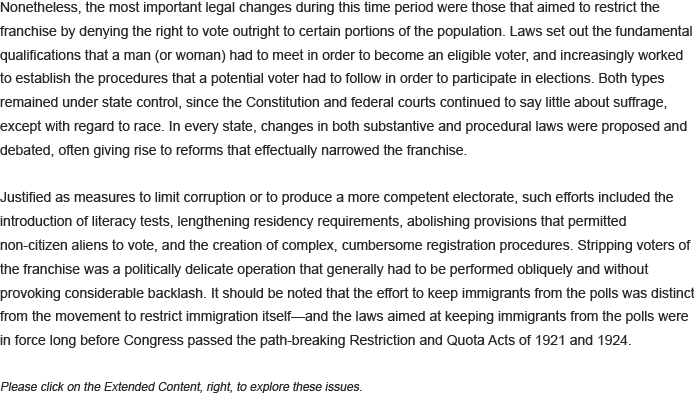 Nonetheless, the most important legal changes during this time period were those that aimed to restrict the
franchise by denying the right to vote outright to certain portions of the population. Laws set out the fundamental
qualifications that a man (or woman) had to meet in order to become an eligible voter, and increasingly worked
to establish the procedures that a potential voter had to follow in order to participate in elections. Both types
remained under state control, since the Constitution and federal courts continued to say little about suffrage,
except with regard to race. In every state, changes in both substantive and procedural laws were proposed and
debated, often giving rise to reforms that effectually narrowed the franchise.

Justified as measures to limit corruption or to produce a more competent electorate, such efforts included the
introduction of literacy tests, lengthening residency requirements, abolishing provisions that permitted
non-citizen aliens to vote, and the creation of complex, cumbersome registration procedures. Stripping voters of
the franchise was a politically delicate operation that generally had to be performed obliquely and without
provoking considerable backlash. It should be noted that the effort to keep immigrants from the polls was distinct
from the movement to restrict immigration itself—and the laws aimed at keeping immigrants from the polls were
in force long before Congress passed the path-breaking Restriction and Quota Acts of 1921 and 1924.

Please click on the Extended Content, right, to explore these issues.